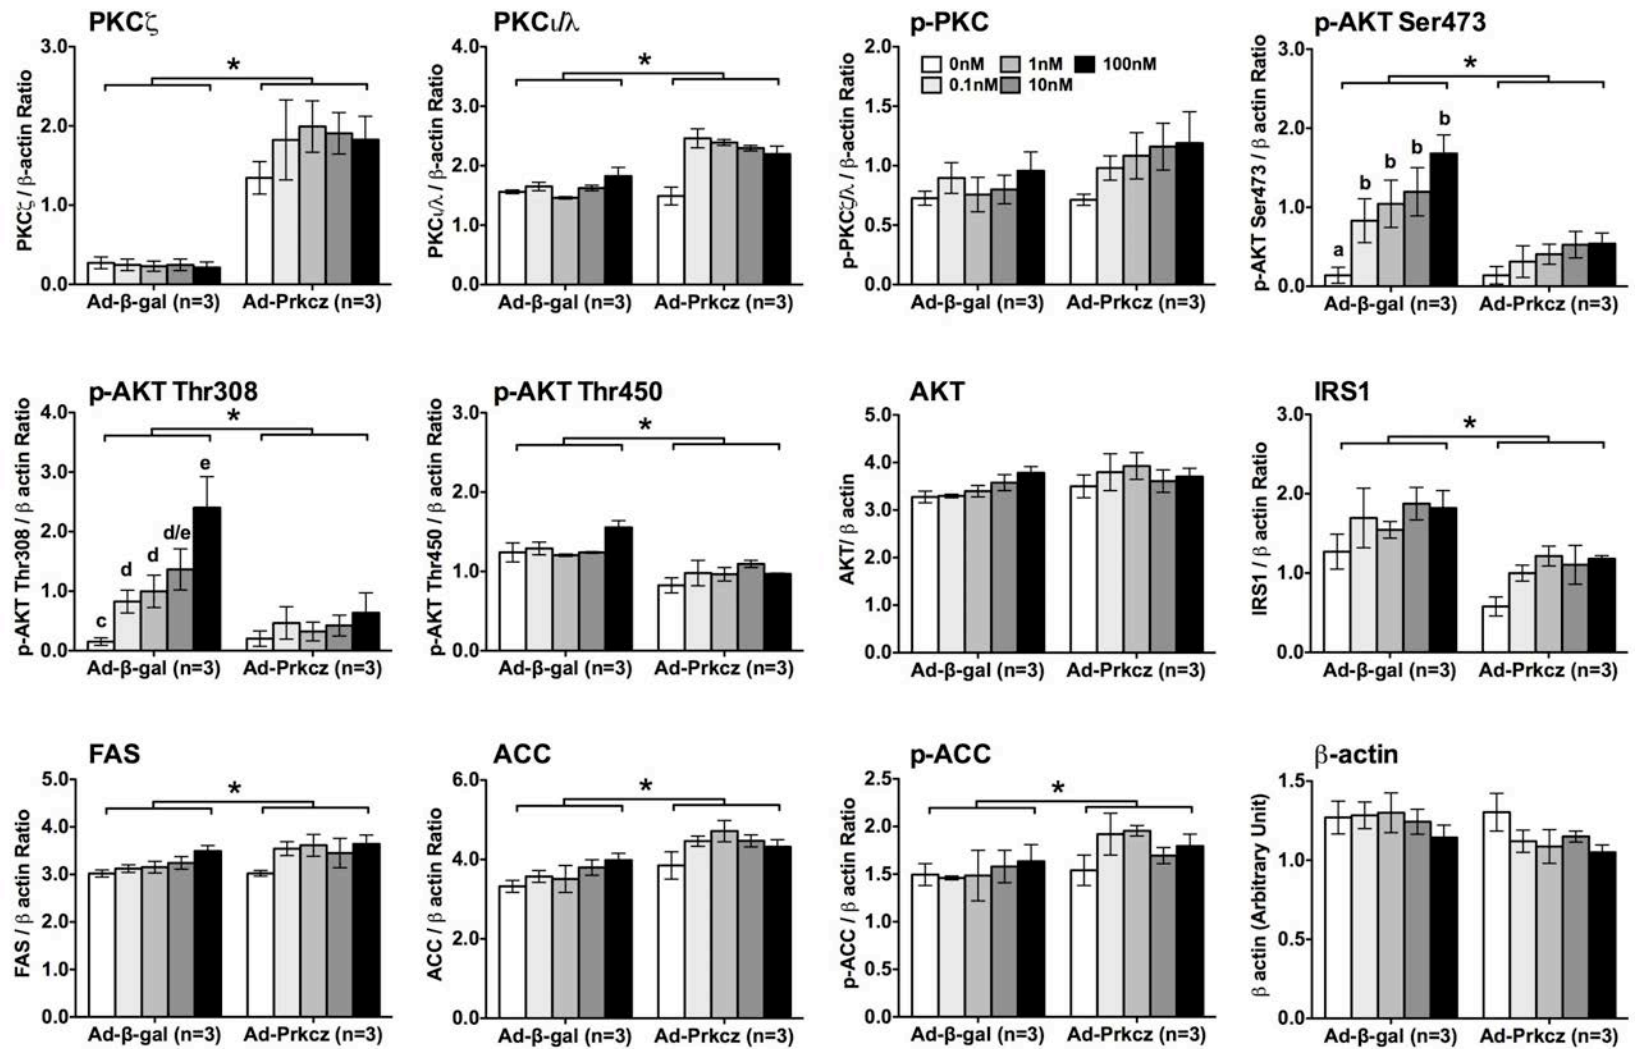 PKCζ
PKCζ / β-actin Ratio
3.0
2.0
1.0
0.0
*
Ad-β-gal (n=3)
Ad-Prkcz (n=3)
PKCι/λ
PKCι/λ / β-actin Ratio
4.0
3.0
2.0
1.0
0.0
*
Ad-β-gal (n=3)
Ad-Prkcz (n=3)
p-PKC
p-PKCζ/λ / β-actin Ratio
2.0
1.5
1.0
0.5
0.0
0nM
1nM
100nM
0.1nM
10nM
Ad-β-gal (n=3)
Ad-Prkcz (n=3)
p-AKT Ser473
p-AKT Ser473 / β actin Ratio
3.0
2.0
1.0
0.0
*
a
b
b
b
b
Ad-β-gal (n=3)
Ad-Prkcz (n=3)
p-AKT Thr308
p-AKT Thr308 / β actin Ratio
4.0
3.0
2.0
1.0
0.0
*
c
d
d
d/e
e
Ad-β-gal (n=3)
Ad-Prkcz (n=3)
p-AKT Thr450
p-AKT Thr450 / β actin Ratio
3.0
2.0
1.0
0.0
*
Ad-β-gal (n=3)
Ad-Prkcz (n=3)
AKT
AKT/ β actin
5.0
4.0
3.0
2.0
1.0
0.0
Ad-β-gal (n=3)
Ad-Prkcz (n=3)
IRS1
IRS1 / β actin Ratio
3.0
2.0
1.0
0.0
*
Ad-β-gal (n=3)
Ad-Prkcz (n=3)
FAS
FAS / β actin Ratio
5.0
4.0
3.0
2.0
1.0
0.0
*
Ad-β-gal (n=3)
Ad-Prkcz (n=3)
ACC
ACC / β actin Ratio
6.0
4.0
2.0
0.0
*
Ad-β-gal (n=3)
Ad-Prkcz (n=3)
p-ACC
p-ACC / β actin Ratio
2.5
2.0
1.5
1.0
0.5
0.0
*
Ad-β-gal (n=3)
Ad-Prkcz (n=3)
β-actin
β actin (Arbitrary Unit)
1.5
1.0
0.5
0.0
Ad-β-gal (n=3)
Ad-Prkcz (n=3)